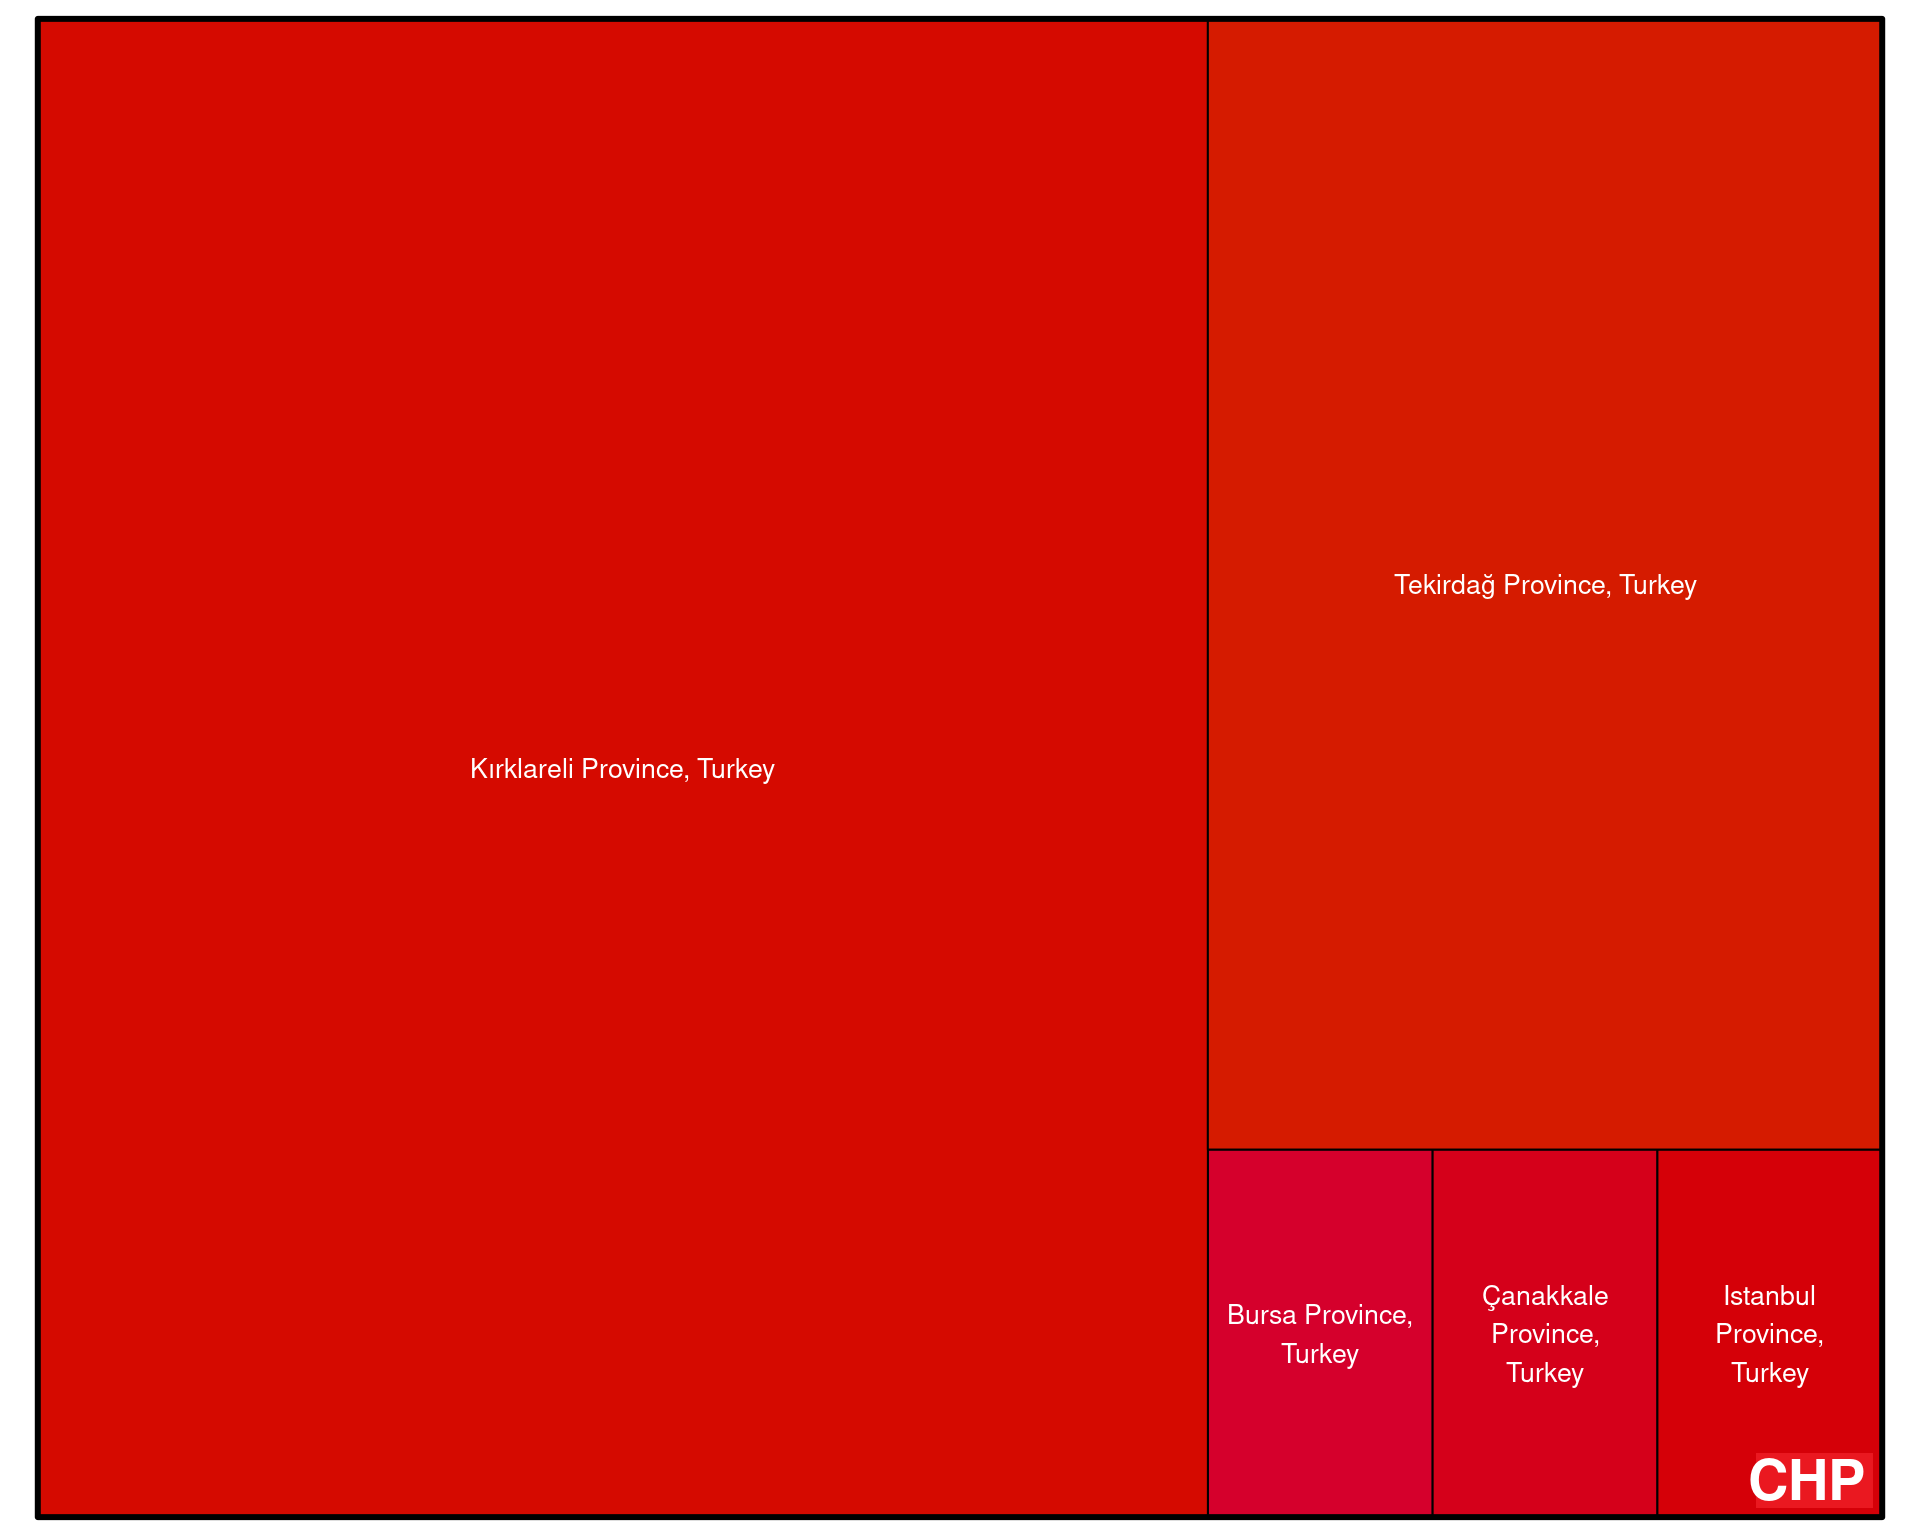 Kırklareli Province, Turkey
Tekirdağ Province, Turkey
Bursa Province,
Turkey
Çanakkale
Province,
Turkey
Istanbul
Province,
Turkey
CHP